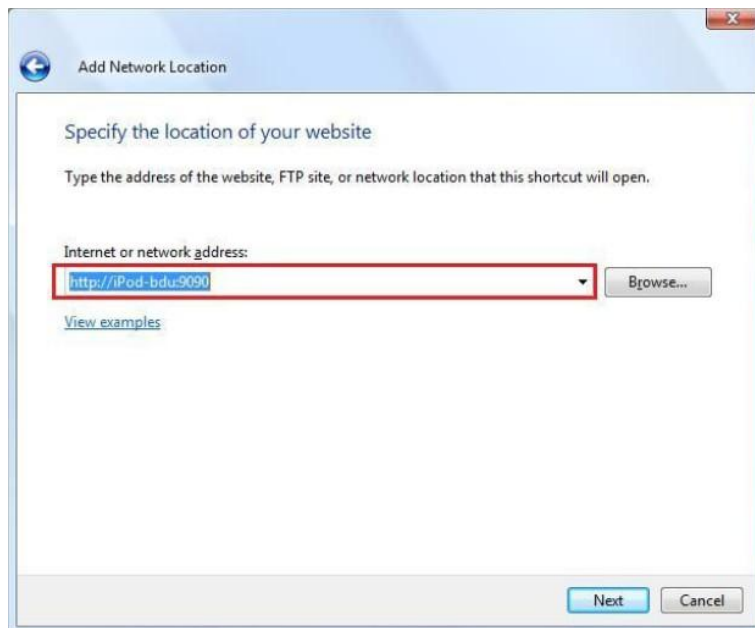 Add Network Location
Specify the location of your website
Type the address of the website, FTP site, or network location that this shortcut will open.
Internet or network address:
http://iPod-bdu:9090
Browse...
View examples
Next
Cancel